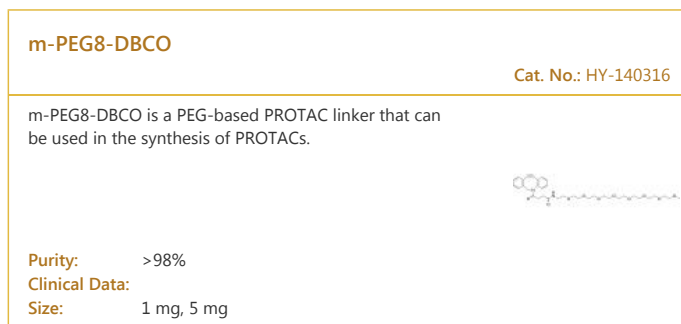 m-PEG8-DBCO
Cat. No.: HY-140316
m-PEG8-DBCO is a PEG-based PROTAC linker that can
be used in the synthesis of PROTACs.
Purity: >98%
Clinical Data:
Size: 1 mg, 5 mg